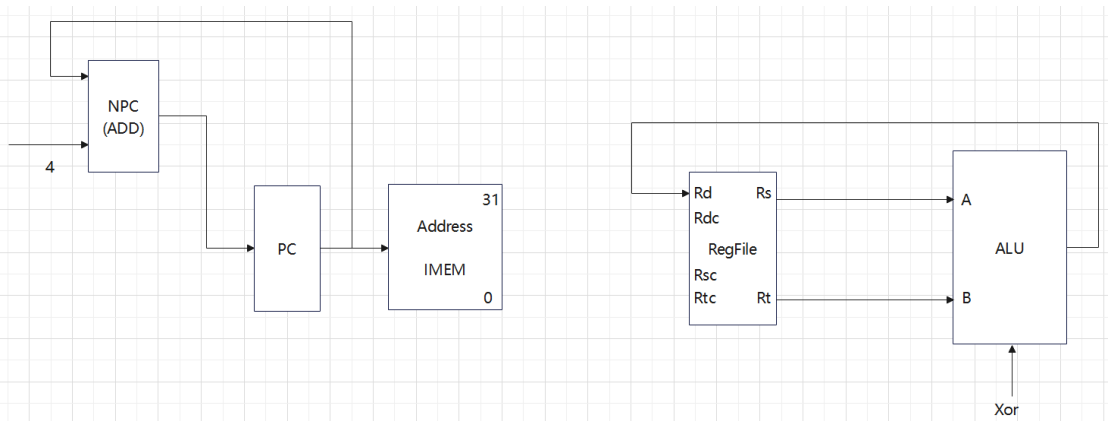 NPC
(ADD)
4
PC
31
Address
IMEM
0
Rd Rs
Rdc
RegFile
Rsc
Rtc Rt
A
ALU
B
Xor